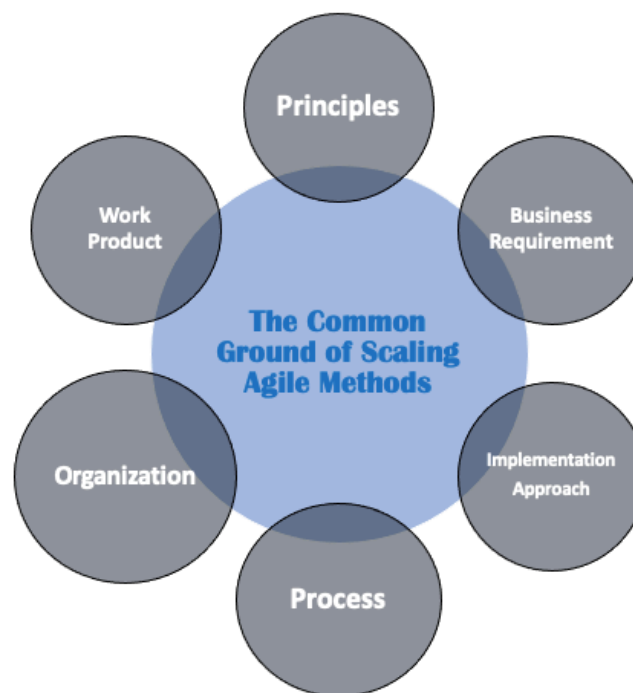 Principles
Work
Product
Business
Requirement
The Common
Ground of Scaling
Agile Methods
Organization
Implementation
Approach
Process